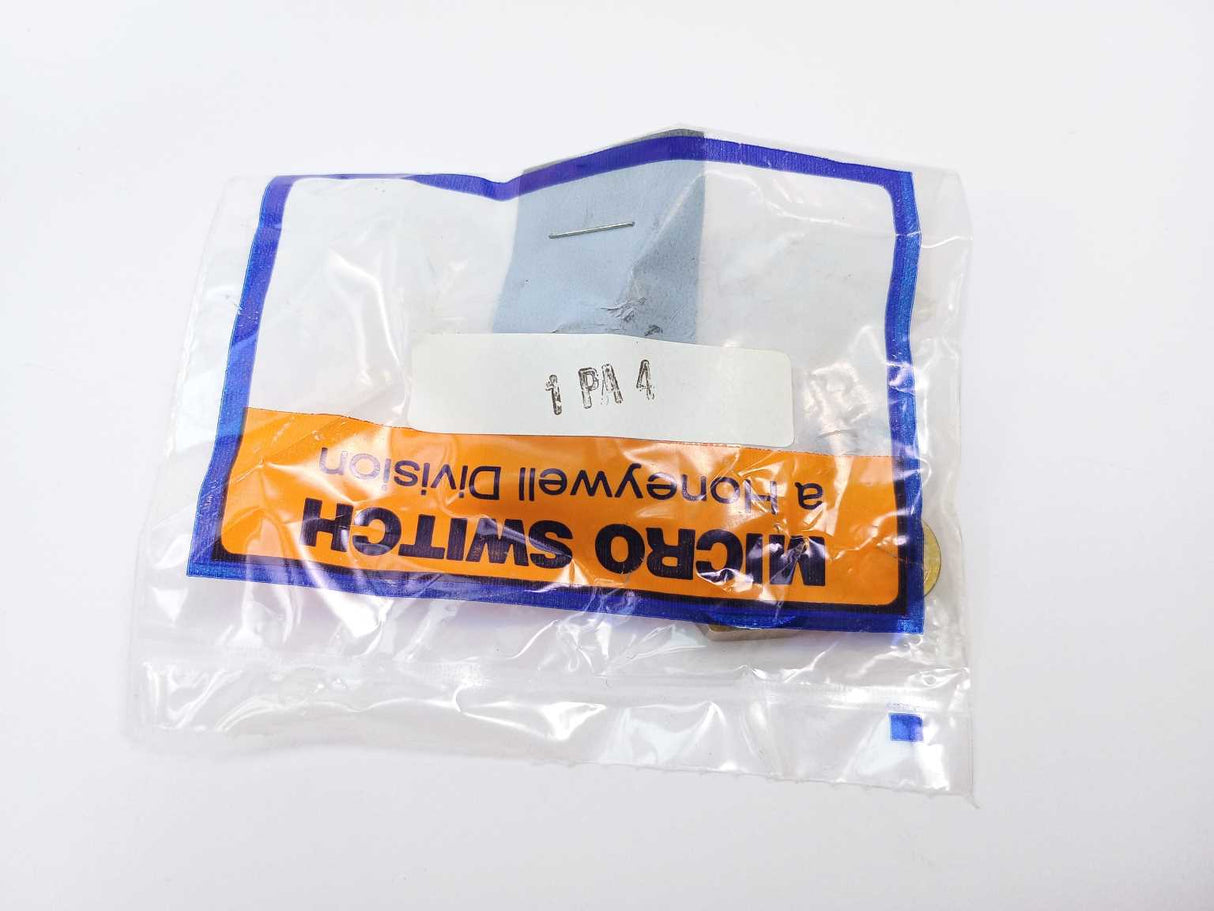 1 PA 4
MICRO SWITCH
a Honeywell Division